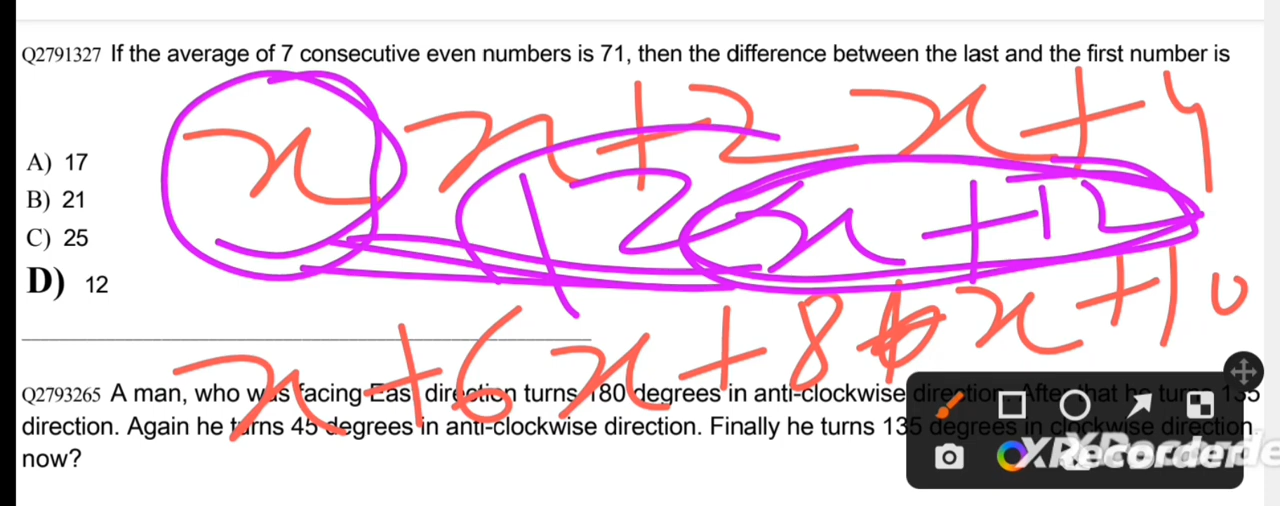 Q2791327 If the average of 7 consecutive even numbers is 71, then the difference between the last and the first number is
x x+2 x+4
A) 17
B) 21
12 x+12
C) 25
D) 12
x+6 x+8 x+10
Q2793265 A man, who was facing East direction turns 180 degrees in anti-clockwise direction. After that he turns 135
direction. Again he turns 45 degrees in anti-clockwise direction. Finally he turns 135 degrees in clockwise direction.
now?
XRecorder